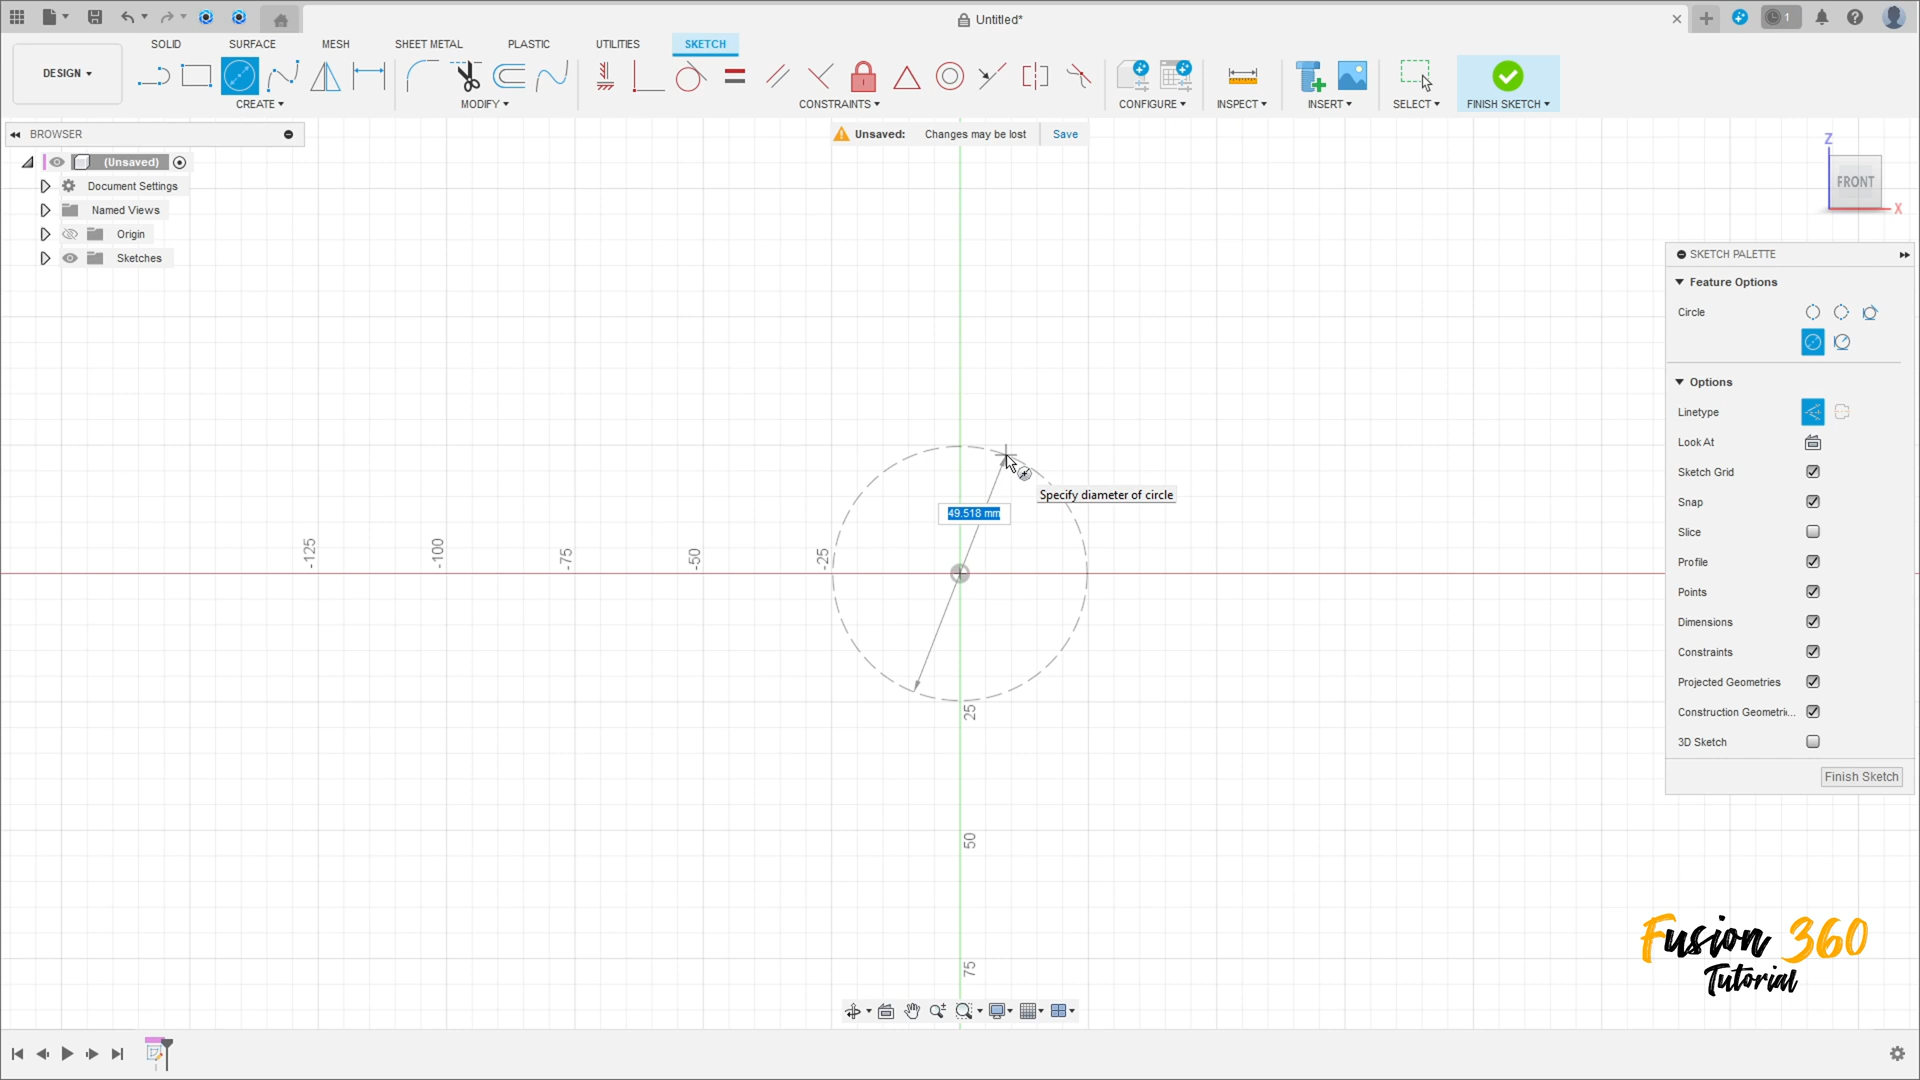 Untitled*
1
SOLID
SURFACE
MESH
SHEET METAL
PLASTIC
UTILITIES
SKETCH
DESIGN
CREATE
MODIFY
CONSTRAINTS
CONFIGURE
INSPECT
INSERT
SELECT
FINISH SKETCH
BROWSER
Unsaved: Changes may be lost Save
(Unsaved)
Document Settings
Named Views
Origin
Sketches
Z
FRONT
X
SKETCH PALETTE
Feature Options
Circle
Options
Linetype
Look At
Sketch Grid
Snap
Slice
Profile
Points
Dimensions
Constraints
Projected Geometries
Construction Geometri...
3D Sketch
Finish Sketch
Specify diameter of circle
49.518 mm
-125
-100
-75
-50
-25
25
50
75
Fusion 360
Tutorial